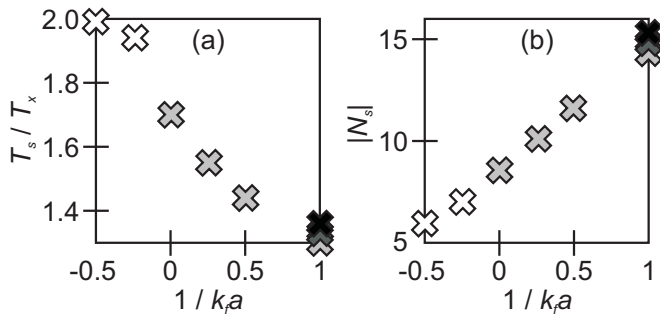 2.0
1.8
1.6
1.4
T_s / T_x
(a)
-0.5 0 0.5 1
1 / k_f a
15
10
5
|N_s|
(b)
-0.5 0 0.5 1
1 / k_f a